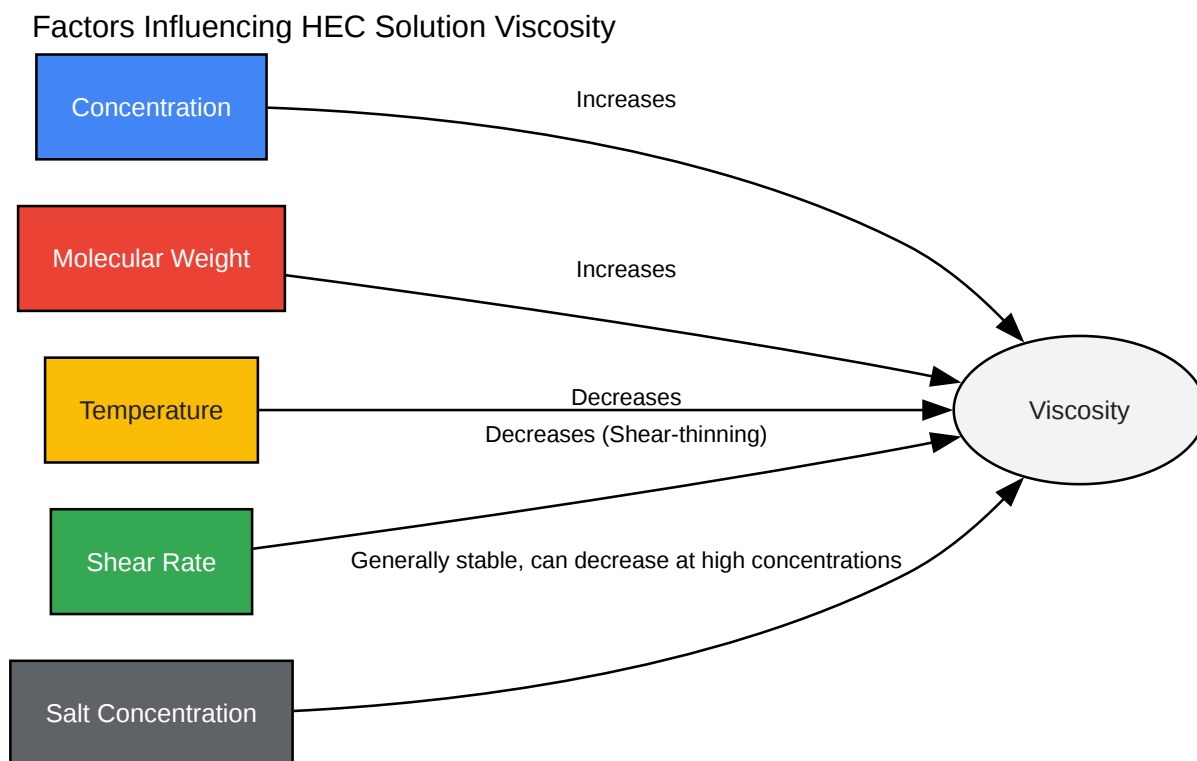 Factors Influencing HEC Solution Viscosity
Concentration
Increases
Molecular Weight
Increases
Temperature
Decreases
Viscosity
Decreases (Shear-thinning)
Shear Rate
Generally stable, can decrease at high concentrations
Salt Concentration